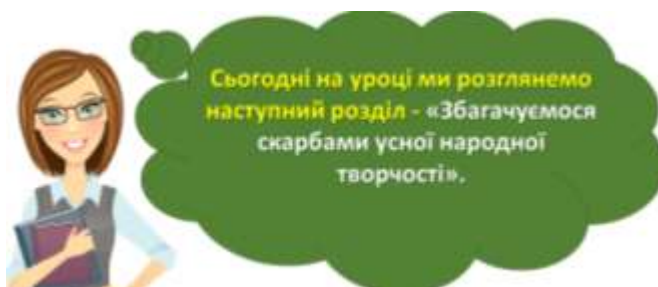 Сьогодні на уроці ми розглянемо
наступний розділ - «Збагачуємося
скарбами усної народної
творчості».